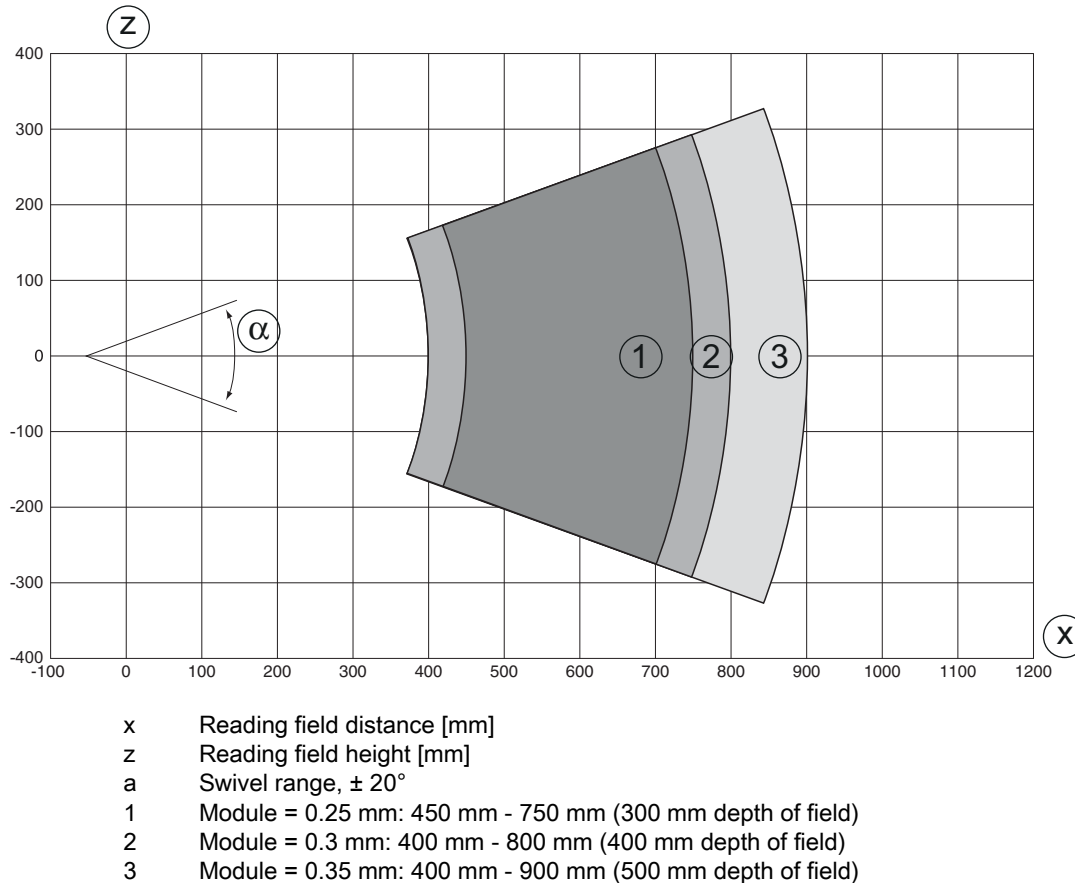 z
400
300
200
100
α
0
1 2 3
-100
-200
-300
x
-400
-100 0 100 200 300 400 500 600 700 800 900 1000 1100 1200
x Reading field distance [mm]
z Reading field height [mm]
a Swivel range, ± 20°
1 Module = 0.25 mm: 450 mm - 750 mm (300 mm depth of field)
2 Module = 0.3 mm: 400 mm - 800 mm (400 mm depth of field)
3 Module = 0.35 mm: 400 mm - 900 mm (500 mm depth of field)